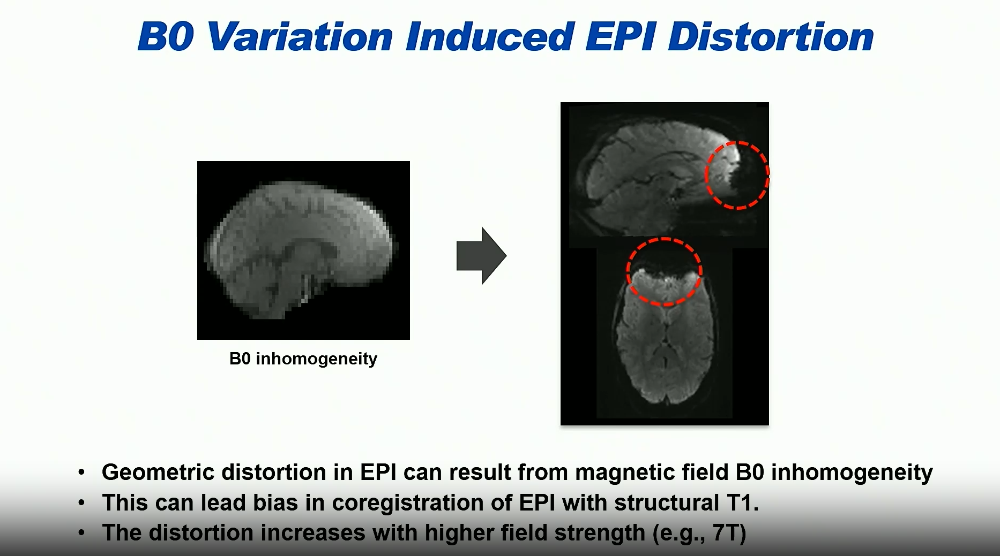 B0 Variation Induced EPI Distortion
B0 inhomogeneity
• Geometric distortion in EPI can result from magnetic field B0 inhomogeneity
• This can lead bias in coregistration of EPI with structural T1.
• The distortion increases with higher field strength (e.g., 7T)